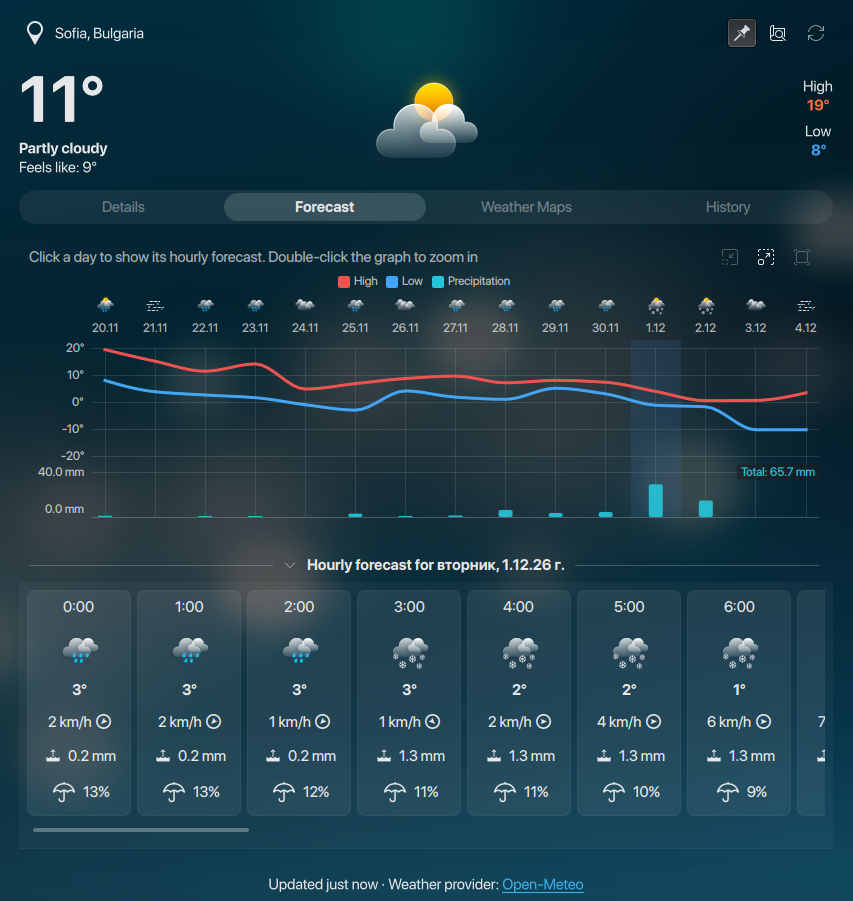 Sofia, Bulgaria
11°
Partly cloudy
Feels like: 9°
High
19°
Low
8°
Details Forecast Weather Maps History
Click a day to show its hourly forecast. Double-click the graph to zoom in
High Low Precipitation
20.11 21.11 22.11 23.11 24.11 25.11 26.11 27.11 28.11 29.11 30.11 1.12 2.12 3.12 4.12
20°
10°
0°
-10°
-20°
40.0 mm Total: 65.7 mm
0.0 mm
Hourly forecast for вторник, 1.12.26 г.
0:00 1:00 2:00 3:00 4:00 5:00 6:00
3° 3° 3° 3° 2° 2° 1°
2 km/h 2 km/h 1 km/h 1 km/h 2 km/h 4 km/h 6 km/h 7
0.2 mm 0.2 mm 0.2 mm 1.3 mm 1.3 mm 1.3 mm 1.3 mm
13% 13% 12% 11% 11% 10% 9%
Updated just now · Weather provider: Open-Meteo